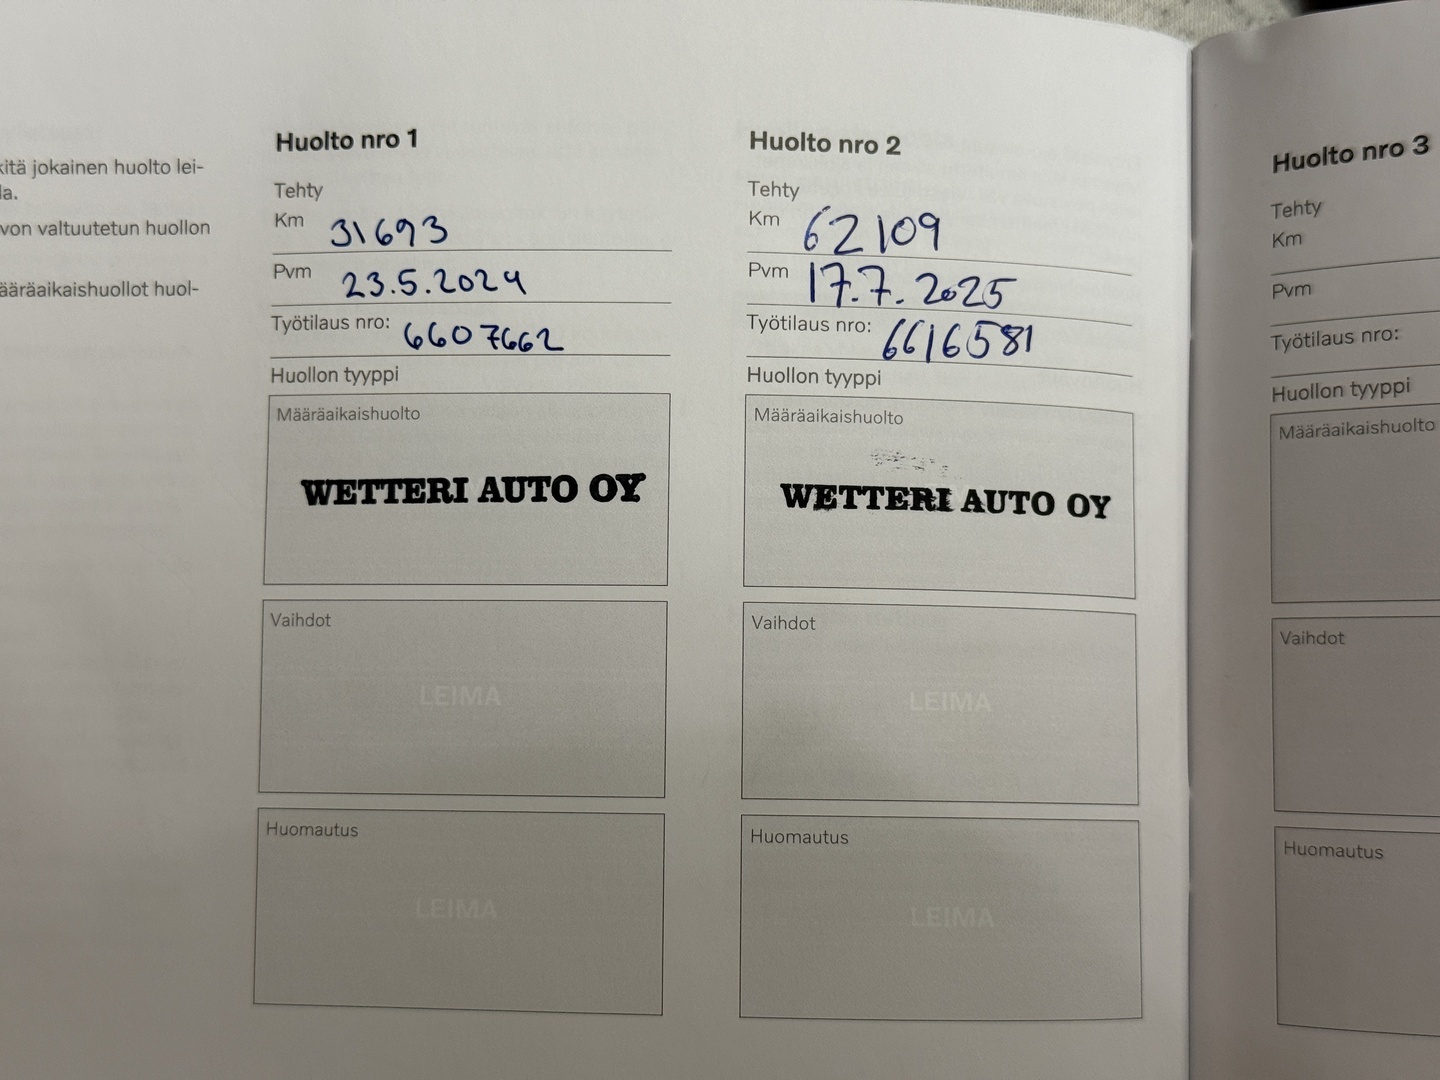 kitä jokainen huolto lei-
la.
von valtuutetun huollon
ääräaikaishuollot huol-
Huolto nro 1
Tehty
Km 31693
Pvm 23.5.2024
Työtilaus nro: 6607662
Huollon tyyppi
Määräaikaishuolto
WETTERI AUTO OY
Vaihdot
LEIMA
Huomautus
LEIMA
Huolto nro 2
Tehty
Km 62109
Pvm 17.7.2025
Työtilaus nro: 6616581
Huollon tyyppi
Määräaikaishuolto
WETTERI AUTO OY
Vaihdot
LEIMA
Huomautus
LEIMA
Huolto nro 3
Tehty
Km
Pvm
Työtilaus nro:
Huollon tyyppi
Määräaikaishuolto
Vaihdot
Huomautus